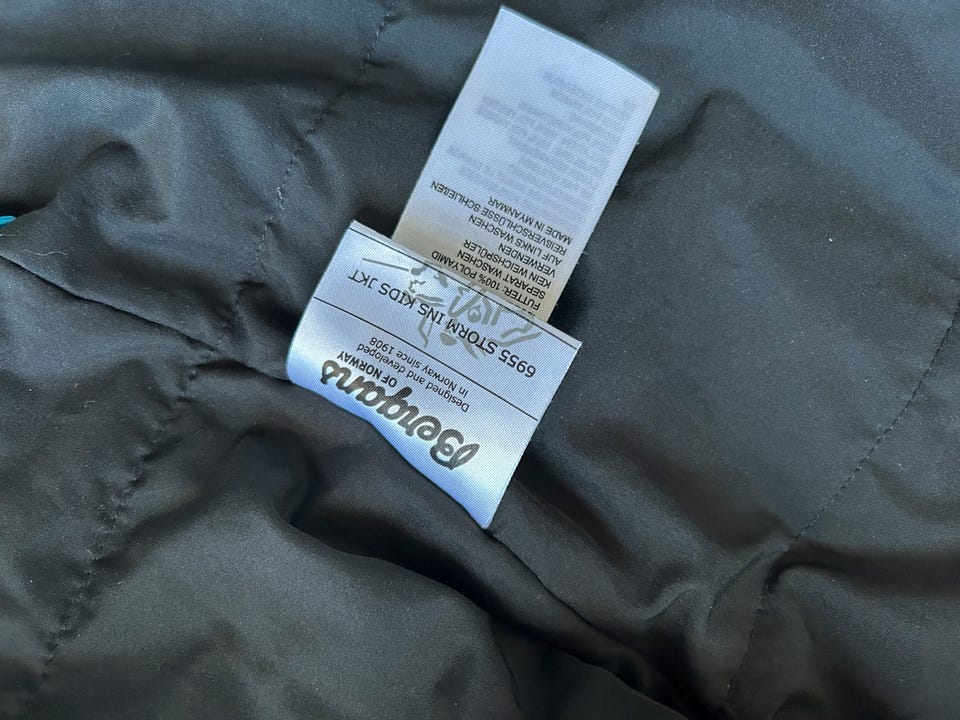 Bergans
OF NORWAY
Designed and developed
in Norway since 1908
6955 STORM INS KIDS JKT
FUTTER: 100% POLYAMID
SEPARAT WASCHEN
KEIN WEICHSPÜLER
VERWENDEN
AUF LINKS WASCHEN
REIßVERSCHLÜSSE SCHLIEßEN
MADE IN MYANMAR